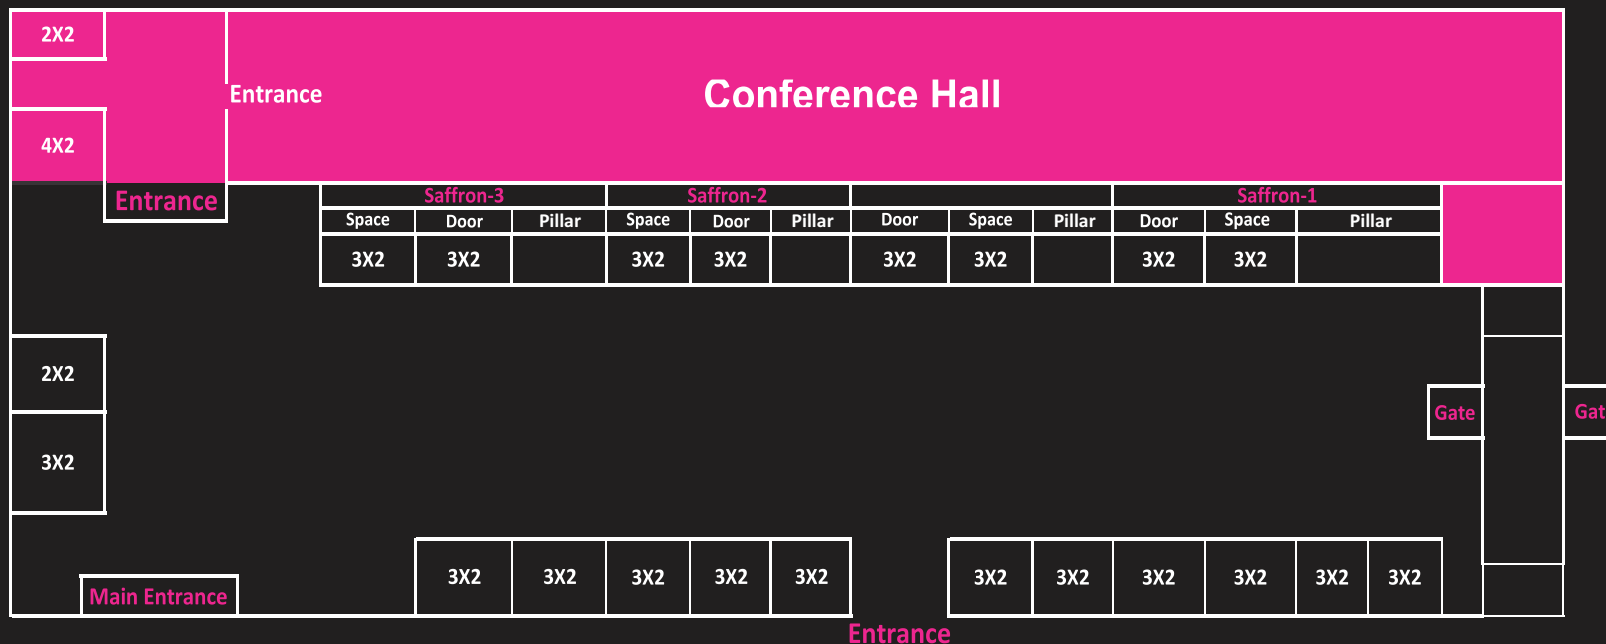 2X2
Entrance
Conference Hall
4X2
Entrance
Saffron-3 Saffron-2 Saffron-1
Space Door Pillar Space Door Pillar Door Space Pillar Door Space Pillar
3X2 3X2 3X2 3X2 3X2 3X2 3X2 3X2
2X2
Gate Gat
3X2
3X2 3X2 3X2 3X2 3X2 3X2 3X2 3X2 3X2 3X2 3X2
Main Entrance
Entrance